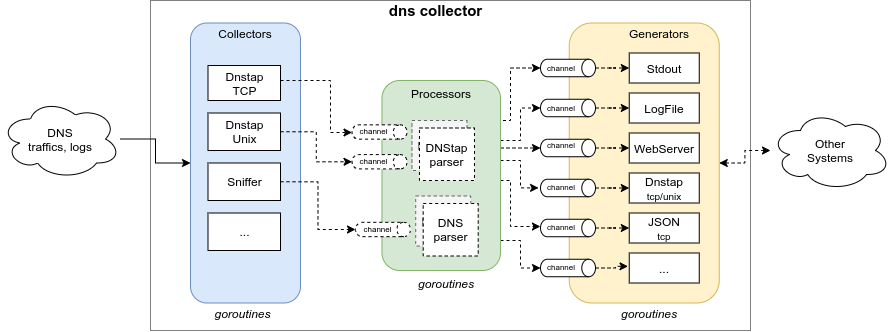 dns collector
DNS
traffics, logs
Collectors
Dnstap
TCP
Dnstap
Unix
Sniffer
...
goroutines
Processors
channel
channel
channel
DNStap
parser
DNS
parser
goroutines
Generators
channel
Stdout
channel
LogFile
channel
WebServer
channel
Dnstap
tcp/unix
channel
JSON
tcp
channel
...
goroutines
Other
Systems